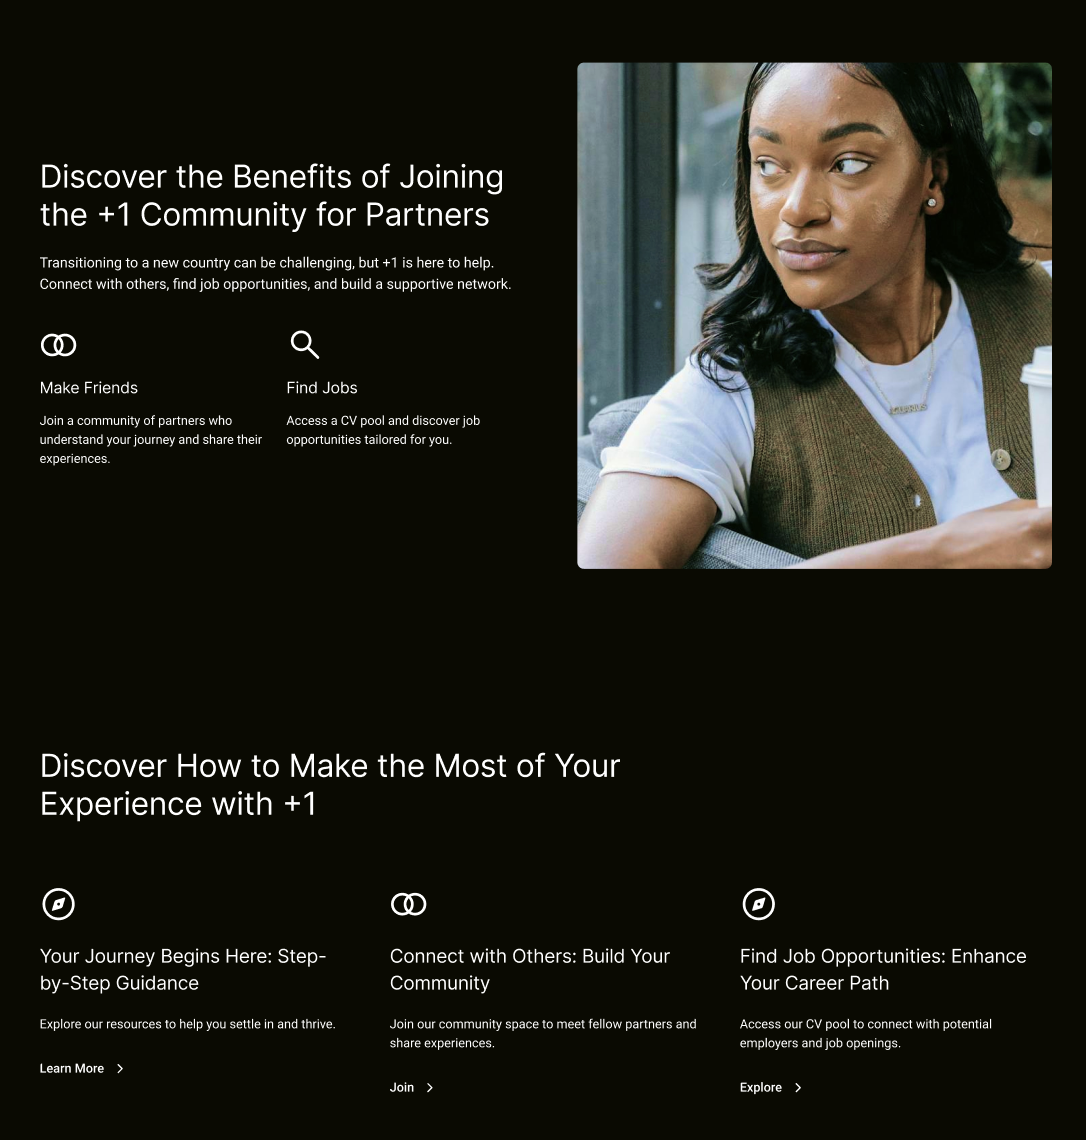 Discover the Benefits of Joining
the +1 Community for Partners
Transitioning to a new country can be challenging, but +1 is here to help.
Connect with others, find job opportunities, and build a supportive network.
Make Friends
Join a community of partners who
understand your journey and share their
experiences.
Find Jobs
Access a CV pool and discover job
opportunities tailored for you.
Discover How to Make the Most of Your
Experience with +1
Your Journey Begins Here: Step-
by-Step Guidance
Explore our resources to help you settle in and thrive.
Learn More
Connect with Others: Build Your
Community
Join our community space to meet fellow partners and
share experiences.
Join
Find Job Opportunities: Enhance
Your Career Path
Access our CV pool to connect with potential
employers and job openings.
Explore